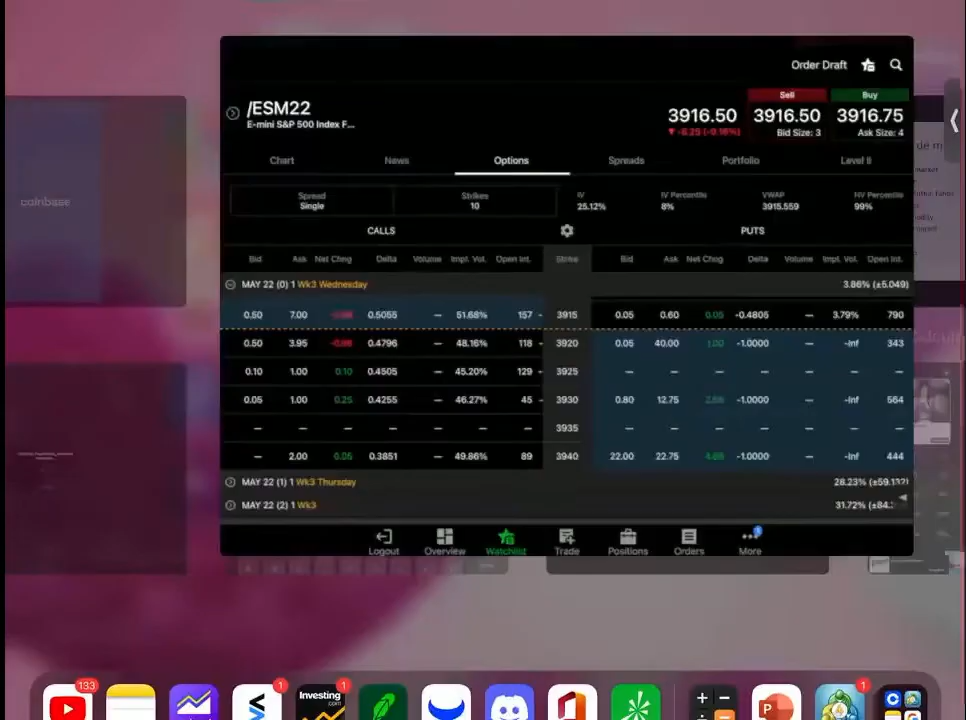 Order Draft
/ESM22
E-mini S&P 500 Index F...
3916.50
Sell
3916.50
Bid Size: 3
Buy
3916.75
Ask Size: 4
Chart News Options Spreads Portfolio Level II
Spread Single
Strikes 10
IV 25.12%
IV Percentile 8%
VWAP 3915.559
HV Percentile 99%
CALLS PUTS
Bid Ask Net Chng Delta Volume Impl. Vol. Open Int. Strike Bid Ask Net Chng Delta Volume Impl. Vol. Open Int.
MAY 22 (0) 1 Wk3 Wednesday 3.86% (±5.049)
0.50 7.00 0.5055 – 51.68% 157 3915 0.05 0.60 0.05 -0.4805 – 3.79% 790
0.50 3.95 0.4796 – 48.16% 118 3920 0.05 40.00 1.00 -1.0000 – -Inf 343
0.10 1.00 0.10 0.4505 – 45.20% 129 3925 – – – – – – –
0.05 1.00 0.25 0.4255 – 46.27% 45 3930 0.80 12.75 -1.0000 – -Inf 564
– – – – – – – 3935 – – – – – – –
– 2.00 0.05 0.3851 – 49.86% 89 3940 22.00 22.75 -1.0000 – -Inf 444
MAY 22 (1) 1 Wk3 Thursday 28.23%
MAY 22 (2) 1 Wk3 31.72%
Logout Overview Watchlist Trade Positions Orders More
coinbase
133
1
Investing.com
1
1